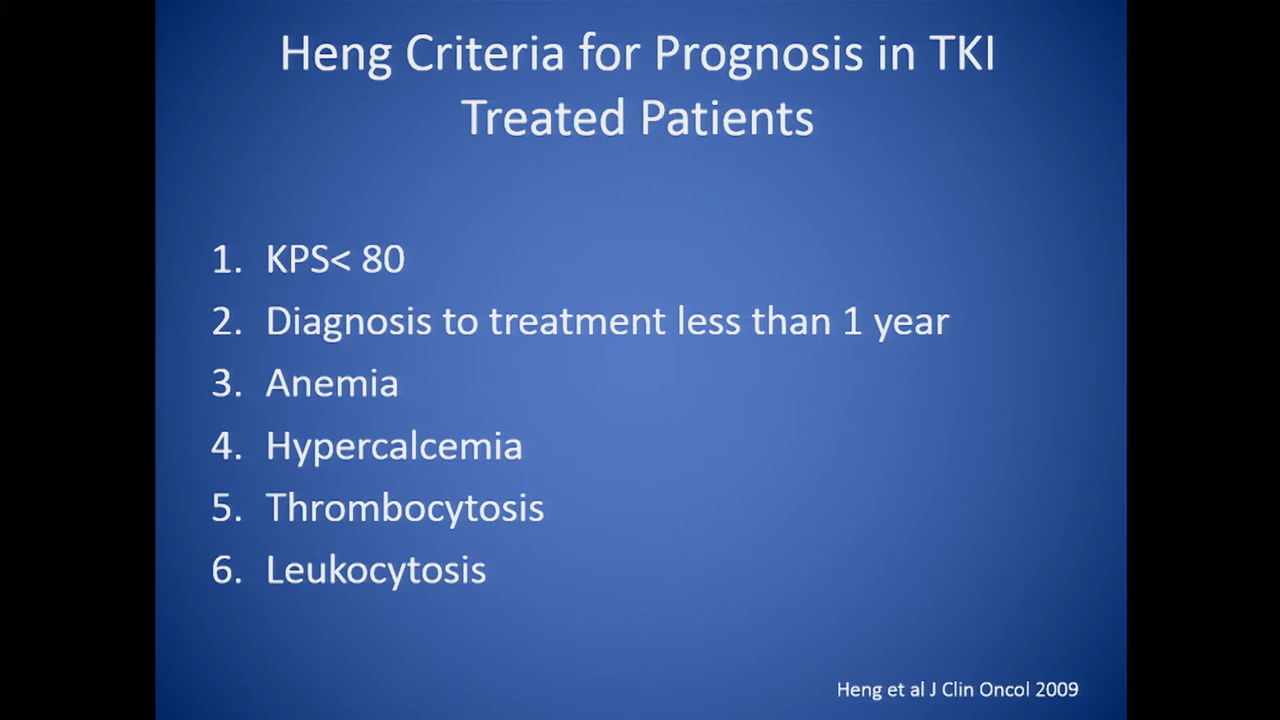 Heng Criteria for Prognosis in TKI
Treated Patients
1. KPS< 80
2. Diagnosis to treatment less than 1 year
3. Anemia
4. Hypercalcemia
5. Thrombocytosis
6. Leukocytosis
Heng et al J Clin Oncol 2009